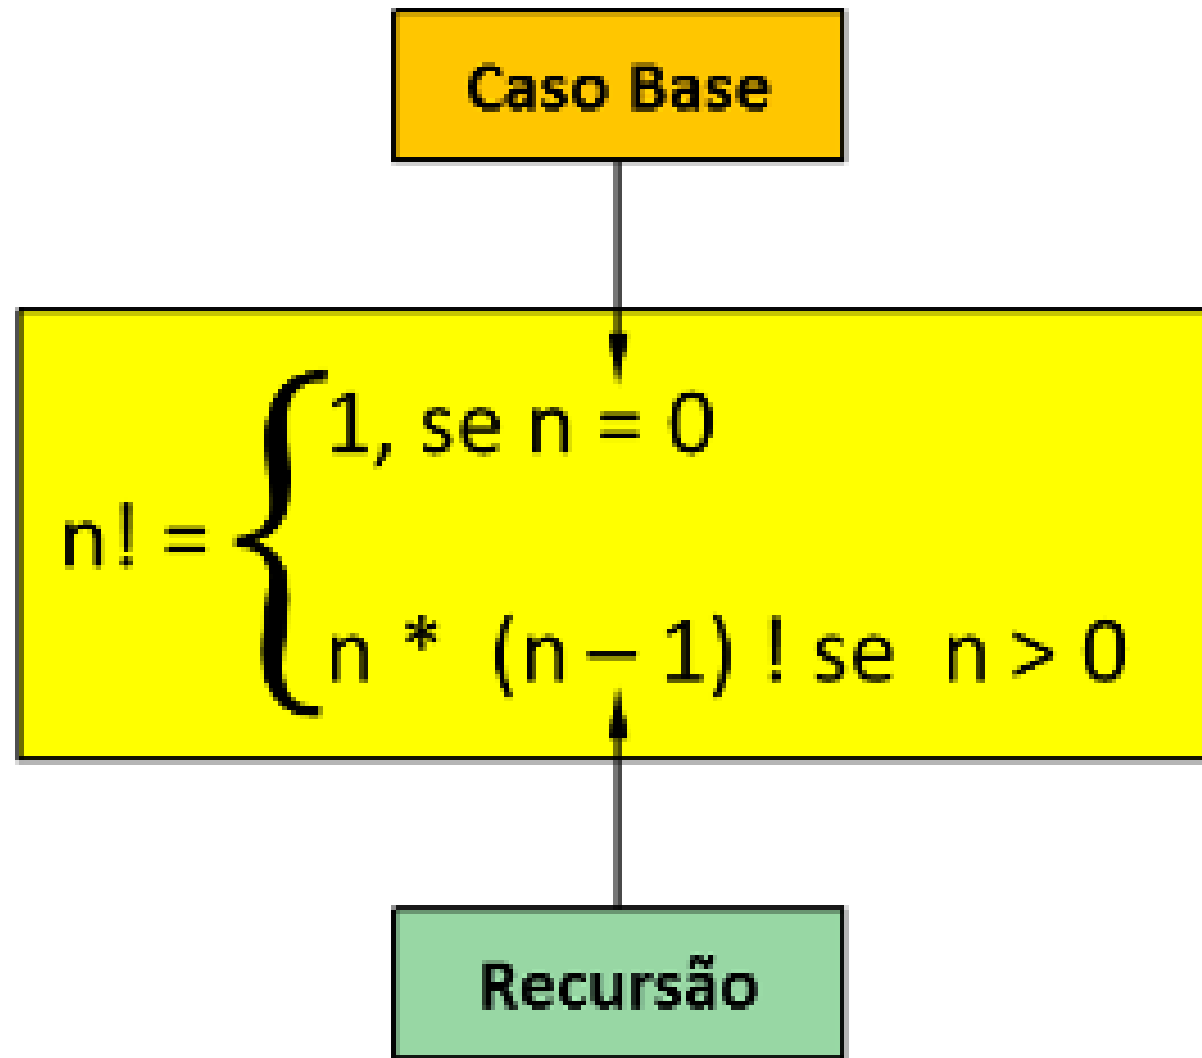 Caso Base
1, se n = 0
n! =
n * (n – 1) ! se n > 0
Recursão